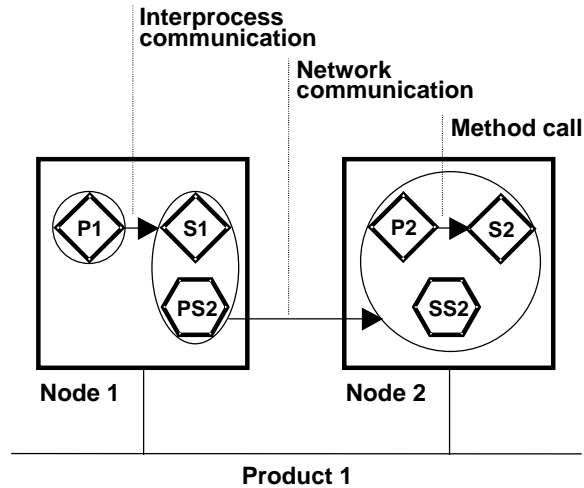 Interprocess
communication
Network
communication
Method call
P1
S1
P2
S2
PS2
SS2
Node 1
Node 2
Product 1